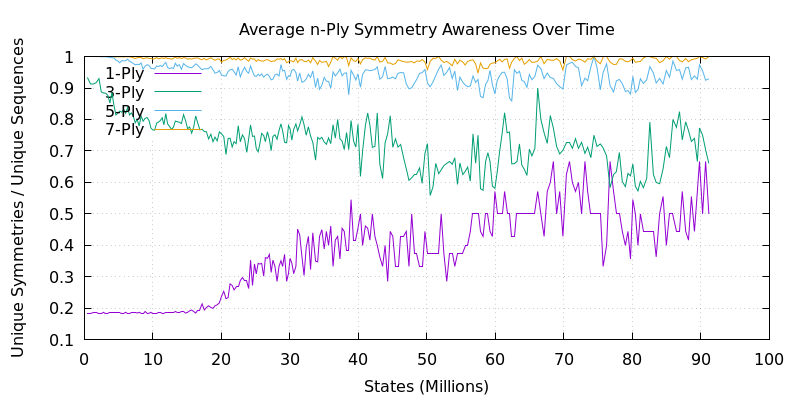 Average n-Ply Symmetry Awareness Over Time
Unique Symmetries / Unique Sequences
1
0.9
0.8
0.7
0.6
0.5
0.4
0.3
0.2
0.1
1-Ply
3-Ply
5-Ply
7-Ply
0 10 20 30 40 50 60 70 80 90 100
States (Millions)